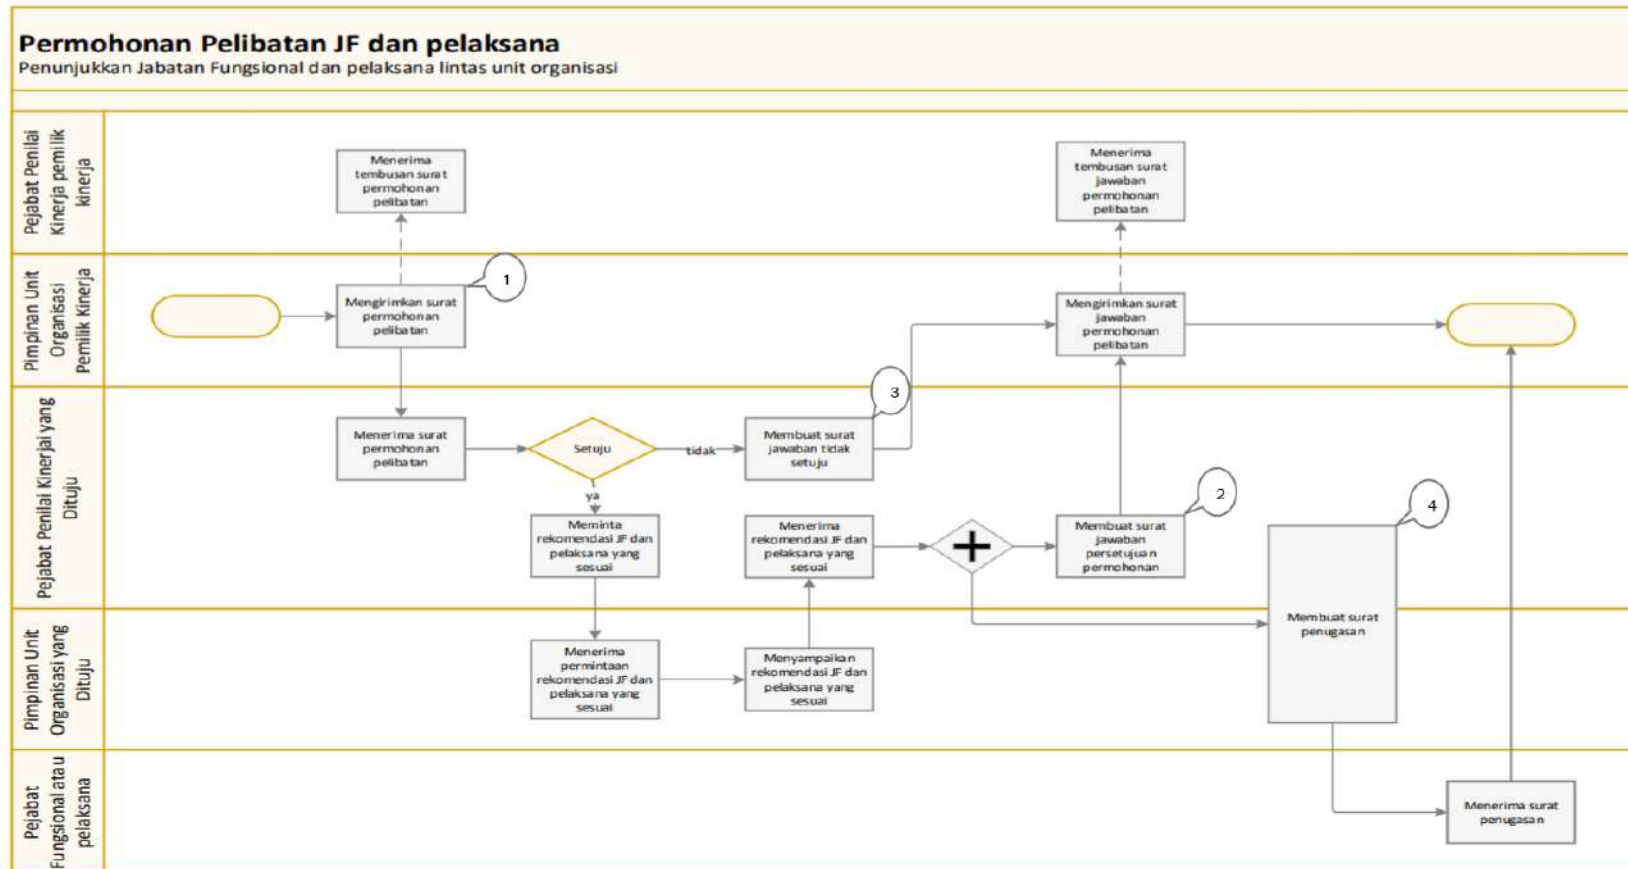 Permohonan Pelibatan JF dan pelaksana
Penunjukkan Jabatan Fungsional dan pelaksana lintas unit organisasi
Pejabat Penilai
Kinerja pemilik
kinerja
Menerima
tembusan surat
permohonan
pelibatan
Menerima
tembusan surat
jawaban
permohonan
pelibatan
Pimpinan Unit
Organisasi
Pemilik Kinerja
Mengirimkan surat
permohonan
pelibatan
1
Mengirimkan surat
jawaban
permohonan
pelibatan
Pejabat Penilai Kinerjai yang
Dituju
Menerima surat
permohonan
pelibatan
Setuju
tidak
Membuat surat
jawaban tidak
setuju
3
ya
Meminta
rekomendasi JF dan
pelaksana yang
sesuai
Menerima
rekomendasi JF dan
pelaksana yang
sesuai
Membuat surat
jawaban
persetujuan
permohonan
2
4
Membuat surat
penugasan
Pimpinan Unit
Organisasi yang
Dituju
Menerima
permintaan
rekomendasi JF dan
pelaksana yang
sesuai
Menyampaikan
rekomendasi JF dan
pelaksana yang
sesuai
Pejabat
Fungsional atau
pelaksana
Menerima surat
penugasan